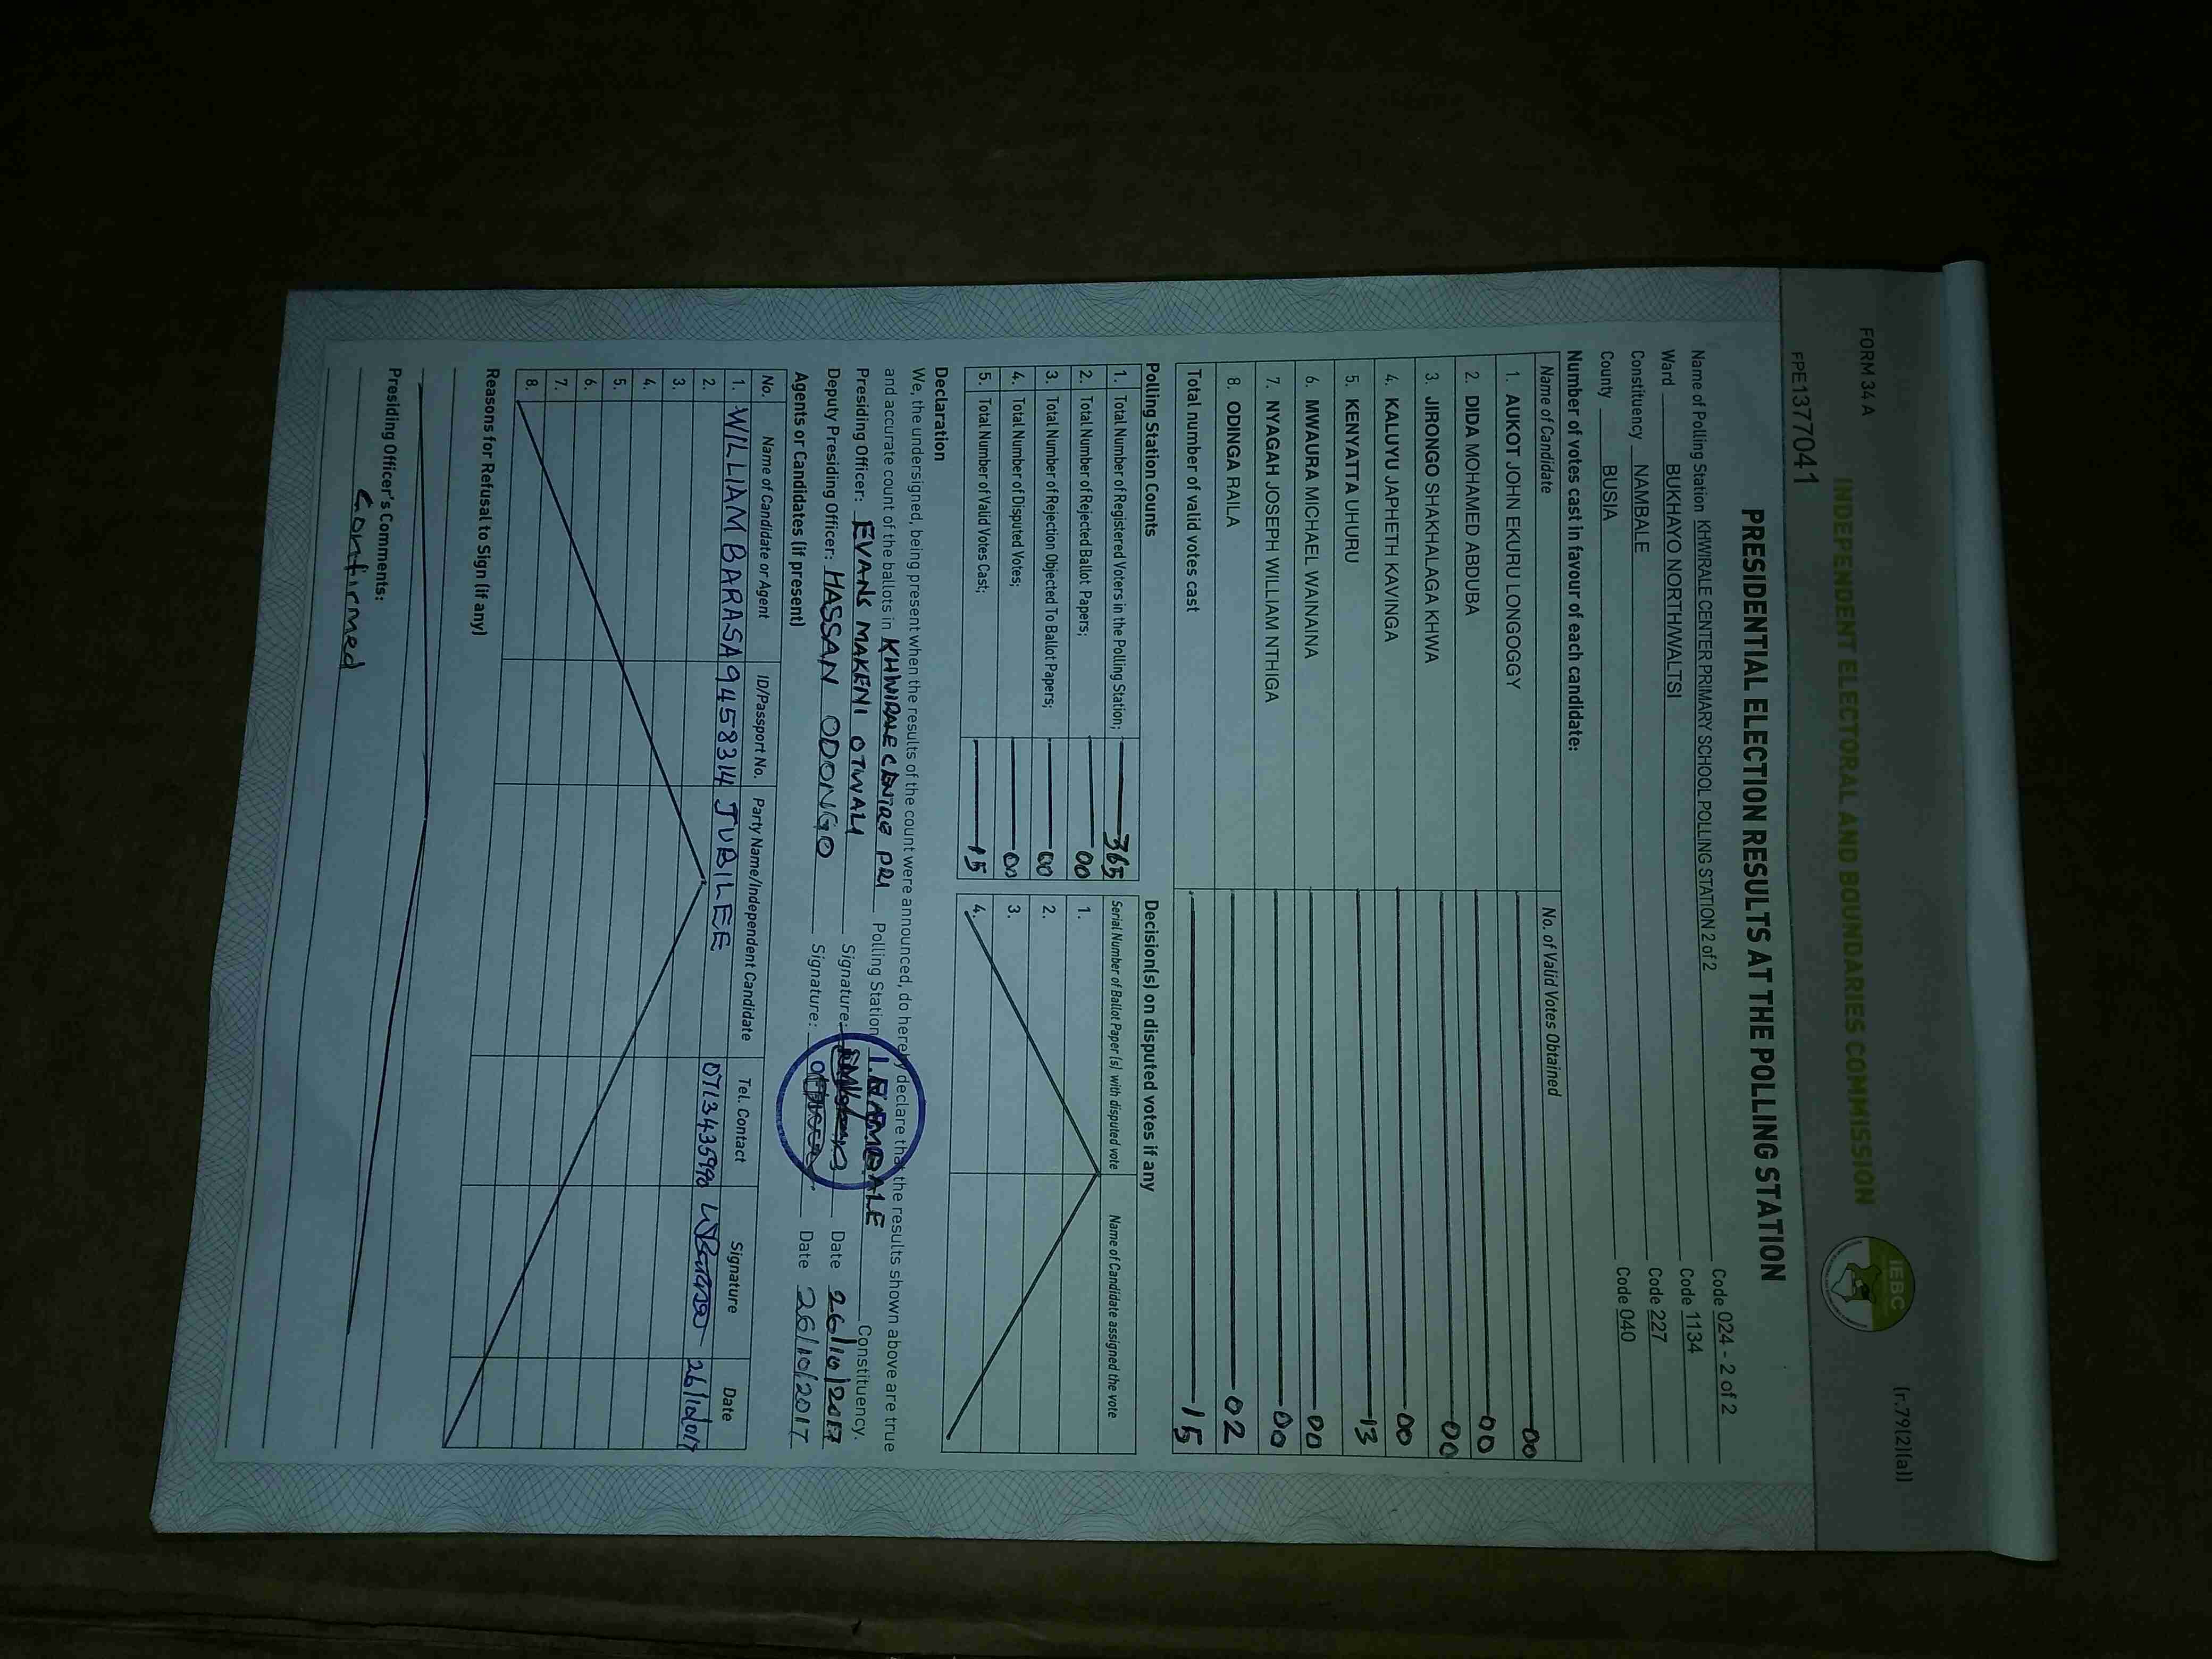 FORM 34 A
(r.79(2)(a))
INDEPENDENT ELECTORAL AND BOUNDARIES COMMISSION
IEBC
FPE1377041
PRESIDENTIAL ELECTION RESULTS AT THE POLLING STATION
Name of Polling Station KHWIRALE CENTER PRIMARY SCHOOL POLLING STATION 2 of 2 Code 024 - 2 of 2
Ward BUKHAYO NORTH/WALTSI Code 1134
Constituency NAMBALE Code 227
County BUSIA Code 040
Number of votes cast in favour of each candidate:
Name of Candidate No. of Valid Votes Obtained
1. AUKOT JOHN EKURU LONGOGGY 00
2. DIDA MOHAMED ABDUBA 00
3. JIRONGO SHAKHALAGA KHWA 00
4. KALUYU JAPHETH KAVINGA 00
5. KENYATTA UHURU 13
6. MWAURA MICHAEL WAINAINA 00
7. NYAGAH JOSEPH WILLIAM NTHIGA 00
8. ODINGA RAILA 02
Total number of valid votes cast 15
Polling Station Counts
1. Total Number of Registered Voters in the Polling Station; 365
2. Total Number of Rejected Ballot Papers; 00
3. Total Number of Rejection Objected To Ballot Papers; 00
4. Total Number of Disputed Votes; 00
5. Total Number of Valid Votes Cast; 15
Decision(s) on disputed votes if any
Serial Number of Ballot Paper(s) with disputed vote Name of Candidate assigned the vote
1.
2.
3.
4.
Declaration
We, the undersigned, being present when the results of the count were announced, do hereby declare that the results shown above are true
and accurate count of the ballots in KHWIRALE CENTRE PRI Polling Station Constituency.
Presiding Officer: EVANS MAKENI OTWALI Signature: Date 26/10/2017
Deputy Presiding Officer: HASSAN ODONGO Signature: Date 26/10/2017
Agents or Candidates (if present)
No. Name of Candidate or Agent ID/Passport No. Party Name/Independent Candidate Tel. Contact Signature Date
1. WILLIAM BARASA 9458314 JUBILEE 0713435990 26/10/017
2.
3.
4.
5.
6.
7.
8.
Reasons for Refusal to Sign (if any)
Presiding Officer's Comments:
Confirmed